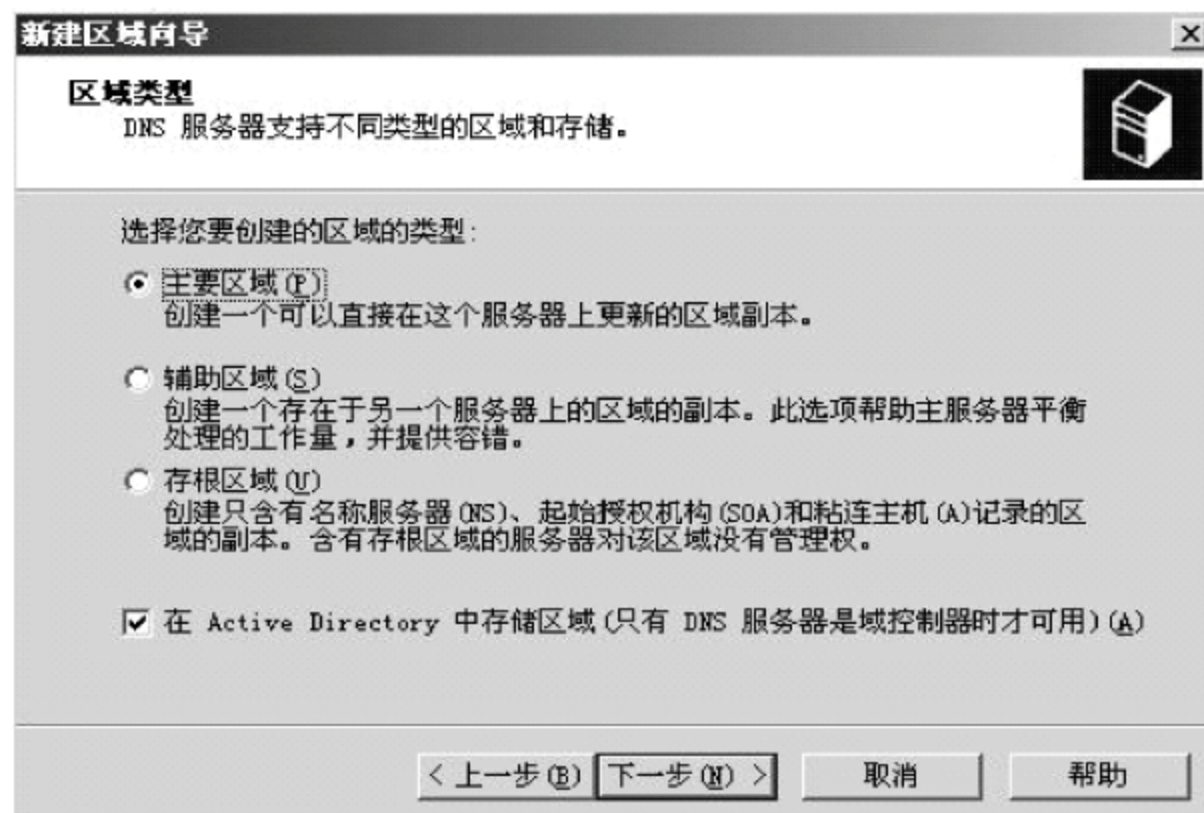 新建区域向导
区域类型
DNS 服务器支持不同类型的区域和存储。
选择您要创建的区域的类型:
主要区域(P)
创建一个可以直接在这个服务器上更新的区域副本。
辅助区域(S)
创建一个存在于另一个服务器上的区域的副本。此选项帮助主服务器平衡
处理的工作量，并提供容错。
存根区域(U)
创建只含有名称服务器(NS)、起始授权机构(SOA)和粘连主机(A)记录的区
域的副本。含有存根区域的服务器对该区域没有管理权。
在 Active Directory 中存储区域(只有 DNS 服务器是域控制器时才可用)(A)
< 上一步(B) 下一步(N) > 取消 帮助